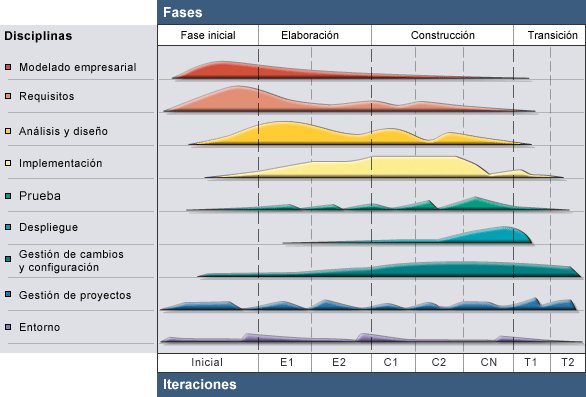 Fases
Disciplinas
Fase inicial Elaboración Construcción Transición
Modelado empresarial
Requisitos
Análisis y diseño
Implementación
Prueba
Despliegue
Gestión de cambios
y configuración
Gestión de proyectos
Entorno
Inicial E1 E2 C1 C2 CN T1 T2
Iteraciones